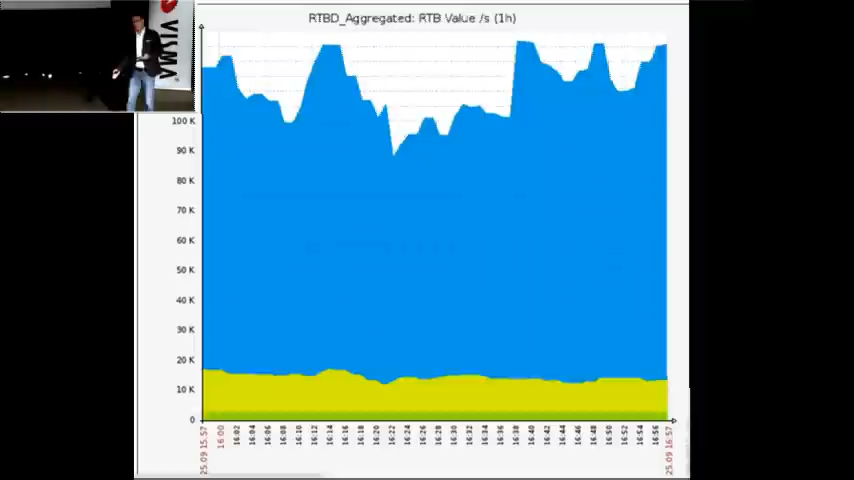 RTBD_Aggregated: RTB Value /s (1h)
VISMA
100 K
90 K
80 K
70 K
60 K
50 K
40 K
30 K
20 K
10 K
0
25.09 15:57
16:00
16:02
16:04
16:06
16:08
16:10
16:12
16:14
16:16
16:18
16:20
16:22
16:24
16:26
16:28
16:30
16:32
16:34
16:36
16:38
16:40
16:42
16:44
16:46
16:48
16:50
16:52
16:54
16:56
25.09 16:57